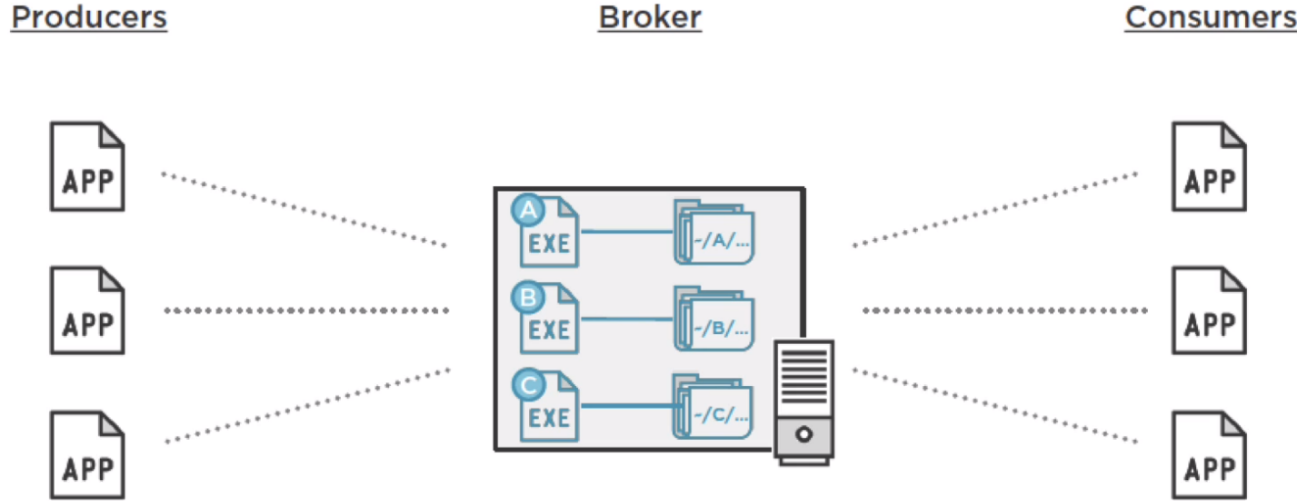 Producers
Broker
Consumers
APP
A
EXE
~/A/...
APP
APP
B
EXE
~/B/...
APP
C
EXE
~/C/...
APP
APP